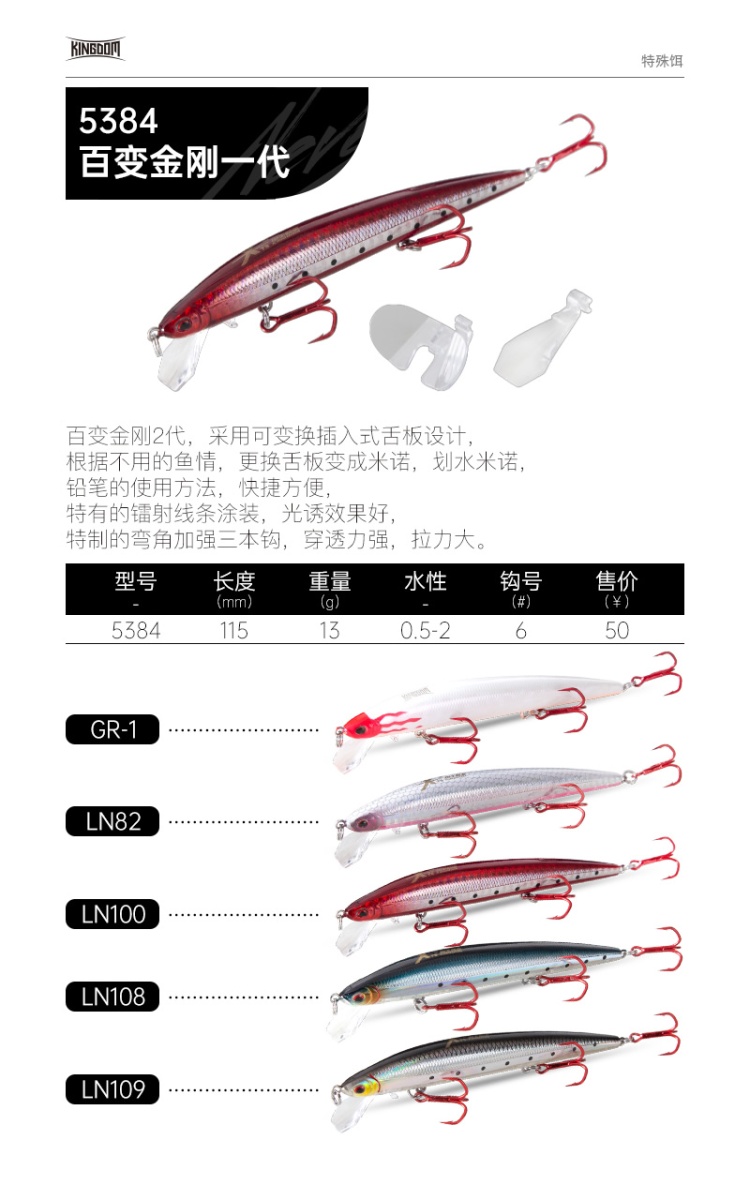 KINGDOM
特殊饵
5384
百变金刚一代
百变金刚2代，采用可变换插入式舌板设计，
根据不用的鱼情，更换舌板变成米诺，划水米诺，
铅笔的使用方法，快捷方便，
特有的镭射线条涂装，光诱效果好，
特制的弯角加强三本钩，穿透力强，拉力大。
型号 长度 重量 水性 钩号 售价
- (mm) (g) - (#) (￥)
5384 115 13 0.5-2 6 50
GR-1
LN82
LN100
LN108
LN109